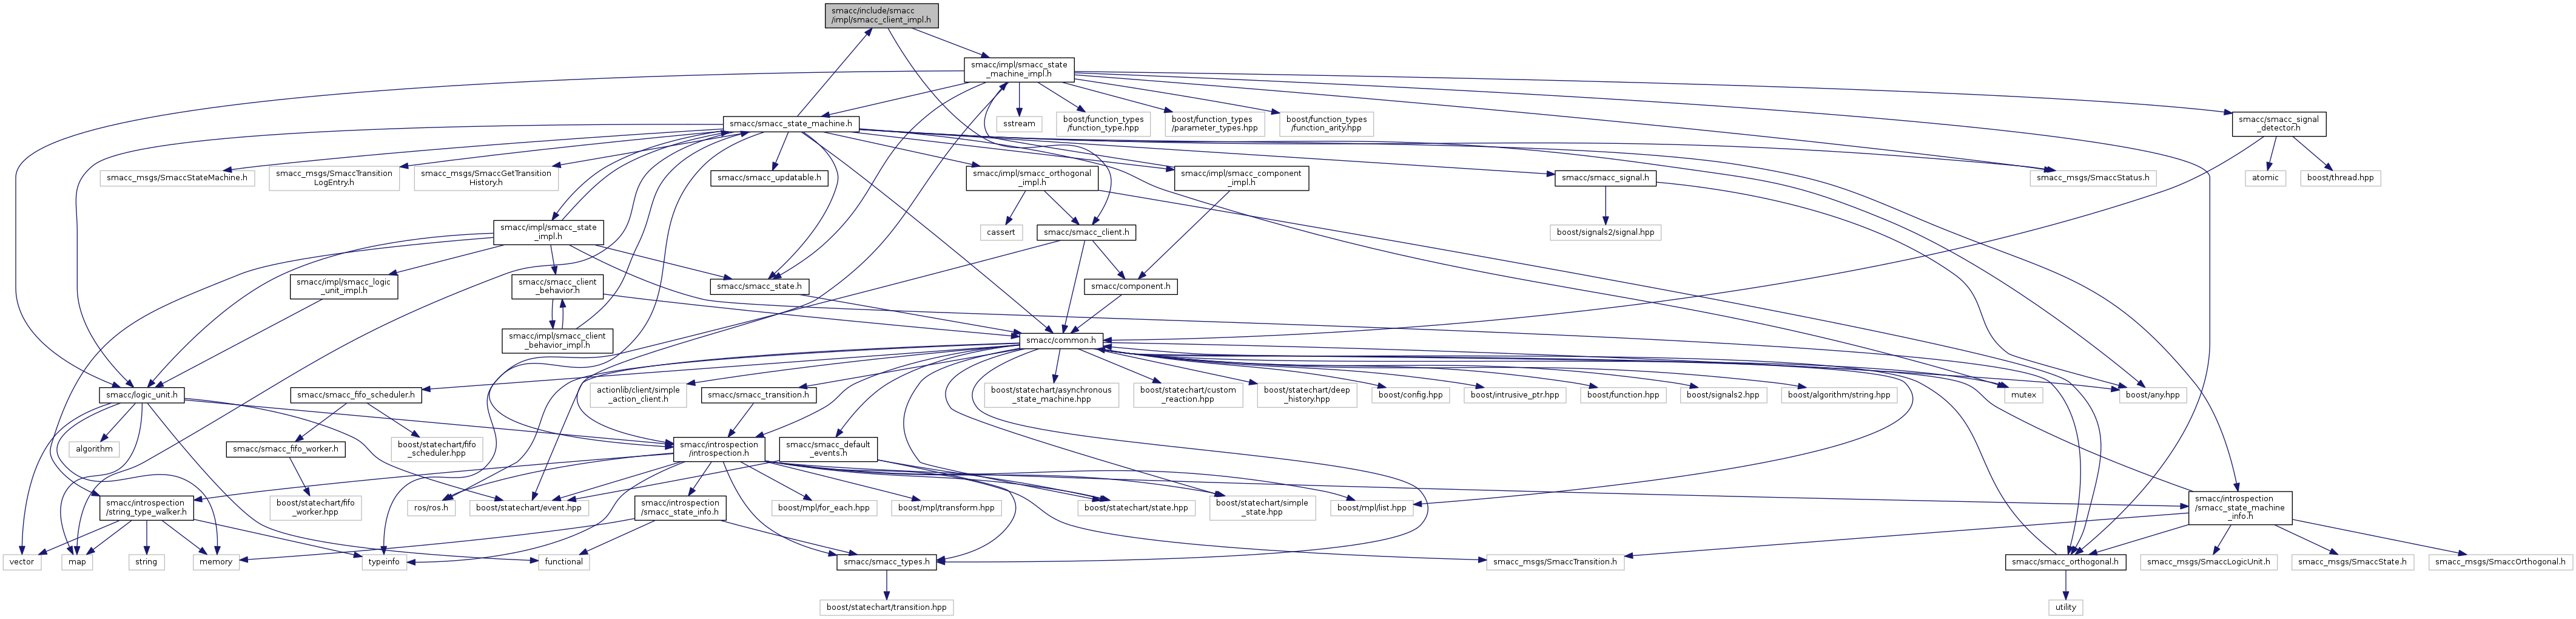 smacc/include/smacc
/impl/smacc_client_impl.h
smacc/impl/smacc_state
_machine_impl.h
smacc/smacc_state_machine.h
sstream
boost/function_types
/function_type.hpp
boost/function_types
/parameter_types.hpp
boost/function_types
/function_arity.hpp
smacc/smacc_signal
_detector.h
smacc_msgs/SmaccStateMachine.h
smacc_msgs/SmaccTransition
LogEntry.h
smacc_msgs/SmaccGetTransition
History.h
smacc/smacc_updatable.h
smacc/impl/smacc_orthogonal
_impl.h
smacc/impl/smacc_component
_impl.h
smacc/smacc_signal.h
smacc_msgs/SmaccStatus.h
atomic
boost/thread.hpp
smacc/impl/smacc_state
_impl.h
cassert
smacc/smacc_client.h
boost/signals2/signal.hpp
smacc/impl/smacc_logic
_unit_impl.h
smacc/smacc_client
_behavior.h
smacc/smacc_state.h
smacc/component.h
smacc/impl/smacc_client
_behavior_impl.h
smacc/common.h
smacc/logic_unit.h
smacc/smacc_fifo_scheduler.h
actionlib/client/simple
_action_client.h
smacc/smacc_transition.h
boost/statechart/asynchronous
_state_machine.hpp
boost/statechart/custom
_reaction.hpp
boost/statechart/deep
_history.hpp
boost/config.hpp
boost/intrusive_ptr.hpp
boost/function.hpp
boost/signals2.hpp
boost/algorithm/string.hpp
mutex
boost/any.hpp
algorithm
smacc/smacc_fifo_worker.h
boost/statechart/fifo
_scheduler.hpp
smacc/introspection
/introspection.h
smacc/smacc_default
_events.h
smacc/introspection
/string_type_walker.h
boost/statechart/fifo
_worker.hpp
ros/ros.h
boost/statechart/event.hpp
smacc/introspection
/smacc_state_info.h
boost/mpl/for_each.hpp
boost/mpl/transform.hpp
boost/statechart/state.hpp
boost/statechart/simple
_state.hpp
boost/mpl/list.hpp
smacc/introspection
/smacc_state_machine
_info.h
vector
map
string
memory
typeinfo
functional
smacc/smacc_types.h
smacc_msgs/SmaccTransition.h
smacc/smacc_orthogonal.h
smacc_msgs/SmaccLogicUnit.h
smacc_msgs/SmaccState.h
smacc_msgs/SmaccOrthogonal.h
boost/statechart/transition.hpp
utility